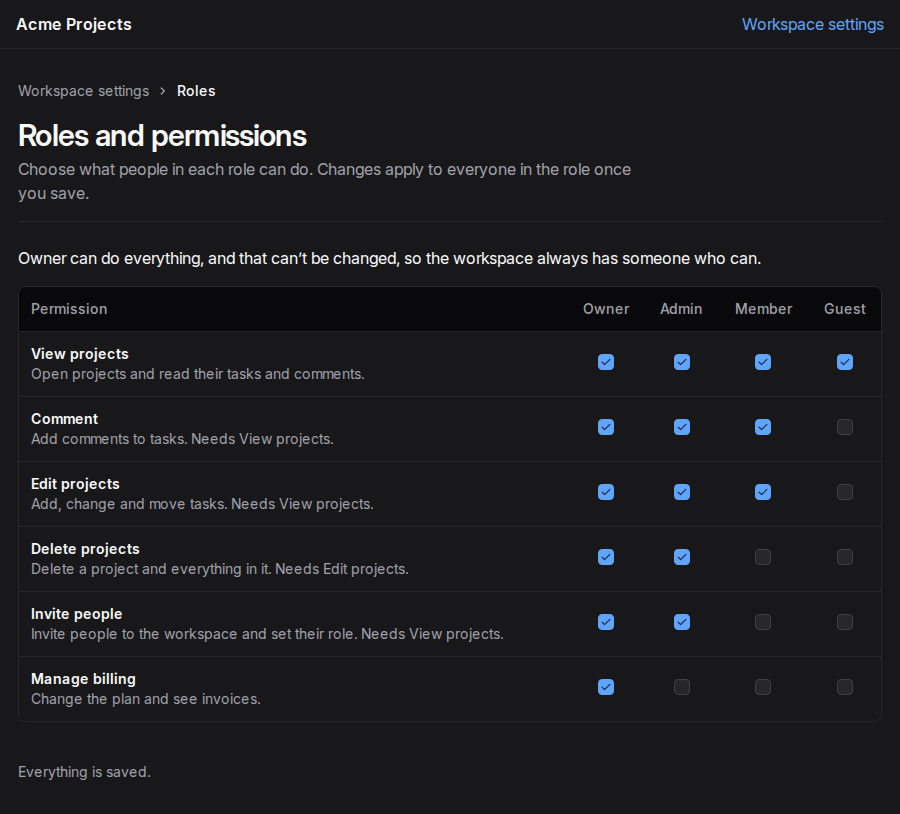 Acme Projects
Workspace settings
Workspace settings > Roles
Roles and permissions
Choose what people in each role can do. Changes apply to everyone in the role once
you save.
Owner can do everything, and that can’t be changed, so the workspace always has someone who can.
Permission Owner Admin Member Guest
View projects
Open projects and read their tasks and comments.
Comment
Add comments to tasks. Needs View projects.
Edit projects
Add, change and move tasks. Needs View projects.
Delete projects
Delete a project and everything in it. Needs Edit projects.
Invite people
Invite people to the workspace and set their role. Needs View projects.
Manage billing
Change the plan and see invoices.
Everything is saved.